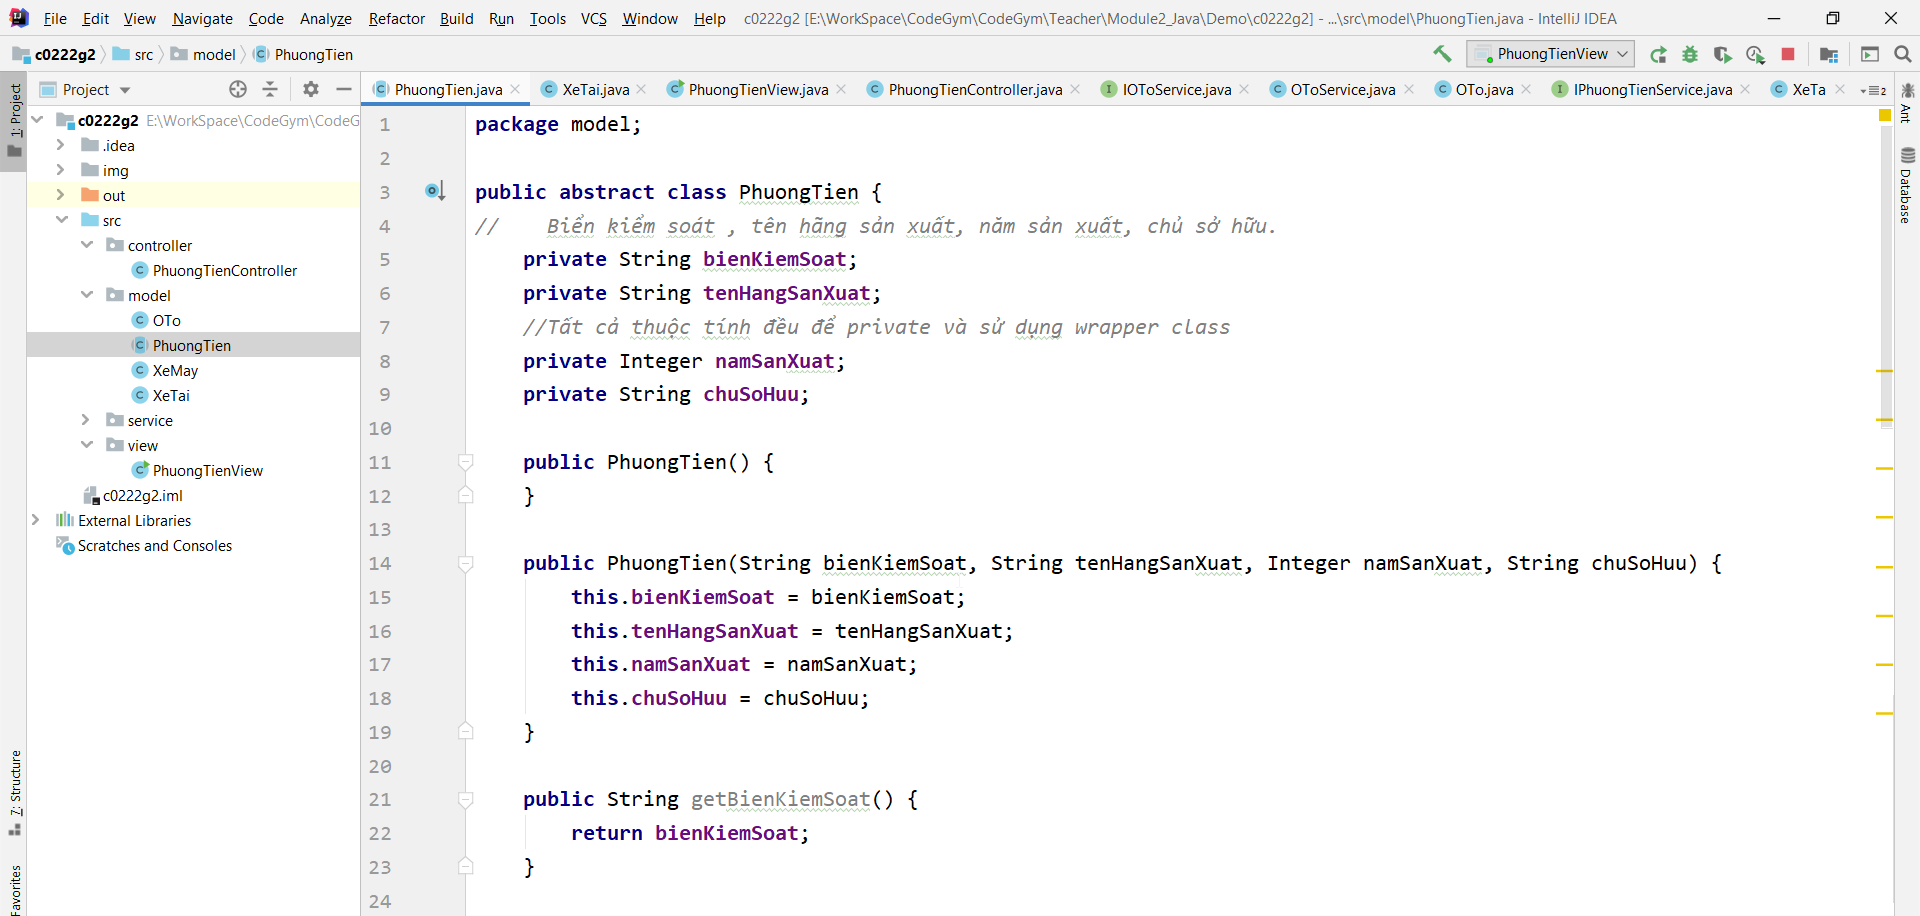 File Edit View Navigate Code Analyze Refactor Build Run Tools VCS Window Help c0222g2 [E:\WorkSpace\CodeGym\CodeGym\Teacher\Module2_Java\Demo\c0222g2] - ...\src\model\PhuongTien.java - IntelliJ IDEA
c0222g2 src model PhuongTien PhuongTienView
Project PhuongTien.java XeTai.java PhuongTienView.java PhuongTienController.java IOToService.java OToService.java OTo.java IPhuongTienService.java XeTa 2
1: Project
c0222g2 E:\WorkSpace\CodeGym\CodeG
.idea
img
out
src
controller
PhuongTienController
model
OTo
PhuongTien
XeMay
XeTai
service
view
PhuongTienView
c0222g2.iml
External Libraries
Scratches and Consoles
7: Structure
Favorites
1 package model;
2
3 public abstract class PhuongTien {
4 // Biển kiểm soát , tên hãng sản xuất, năm sản xuất, chủ sở hữu.
5 private String bienKiemSoat;
6 private String tenHangSanXuat;
7 //Tất cả thuộc tính đều để private và sử dụng wrapper class
8 private Integer namSanXuat;
9 private String chuSoHuu;
10
11 public PhuongTien() {
12 }
13
14 public PhuongTien(String bienKiemSoat, String tenHangSanXuat, Integer namSanXuat, String chuSoHuu) {
15 this.bienKiemSoat = bienKiemSoat;
16 this.tenHangSanXuat = tenHangSanXuat;
17 this.namSanXuat = namSanXuat;
18 this.chuSoHuu = chuSoHuu;
19 }
20
21 public String getBienKiemSoat() {
22 return bienKiemSoat;
23 }
24
Ant
Database